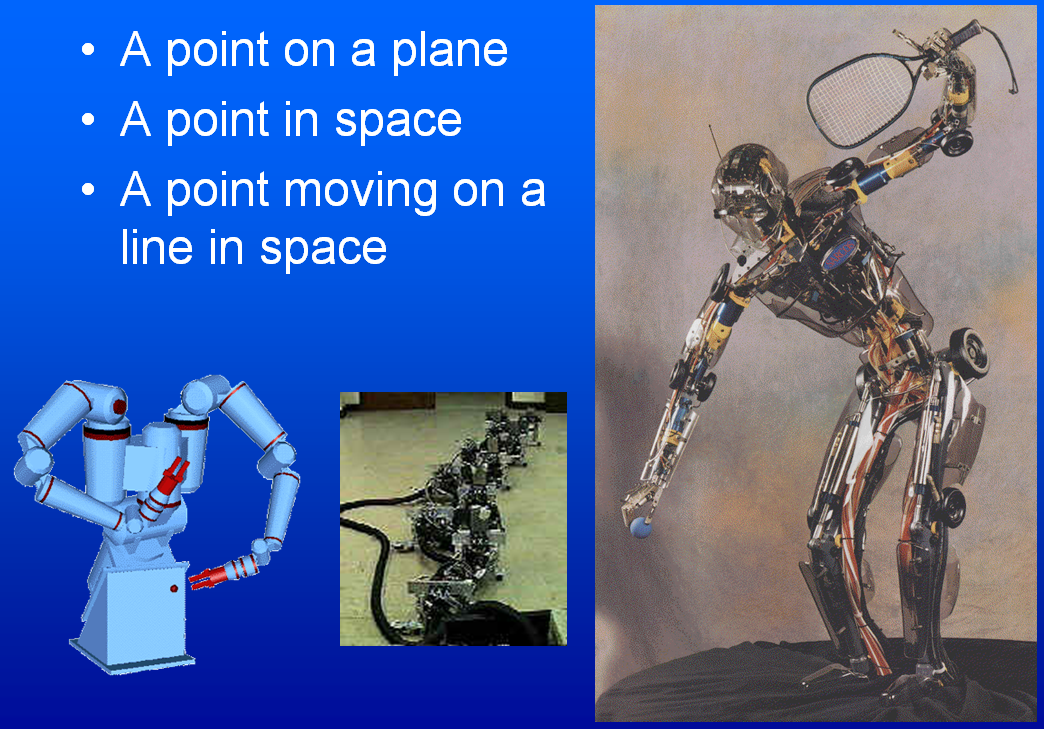 • A point on a plane
• A point in space
• A point moving on a
line in space